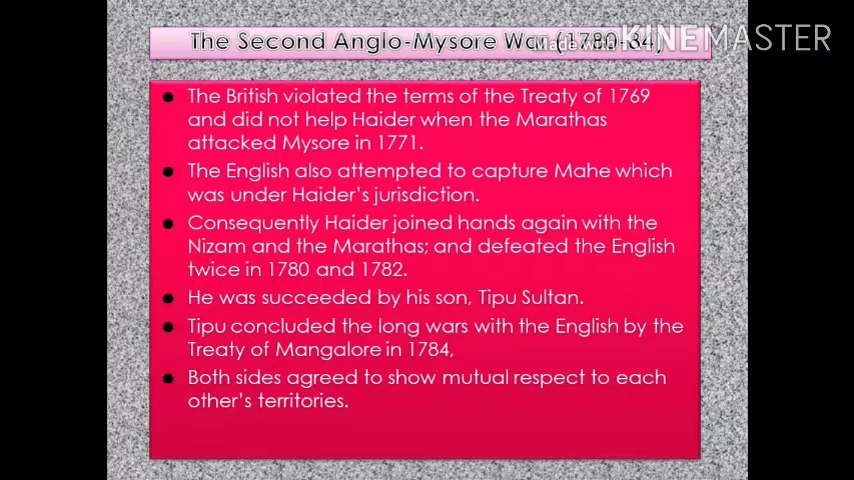 The Second Anglo-Mysore War (1780-84)
Made with KINEMASTER
The British violated the terms of the Treaty of 1769
and did not help Haider when the Marathas
attacked Mysore in 1771.
The English also attempted to capture Mahe which
was under Haider's jurisdiction.
Consequently Haider joined hands again with the
Nizam and the Marathas; and defeated the English
twice in 1780 and 1782.
He was succeeded by his son, Tipu Sultan.
Tipu concluded the long wars with the English by the
Treaty of Mangalore in 1784,
Both sides agreed to show mutual respect to each
other's territories.